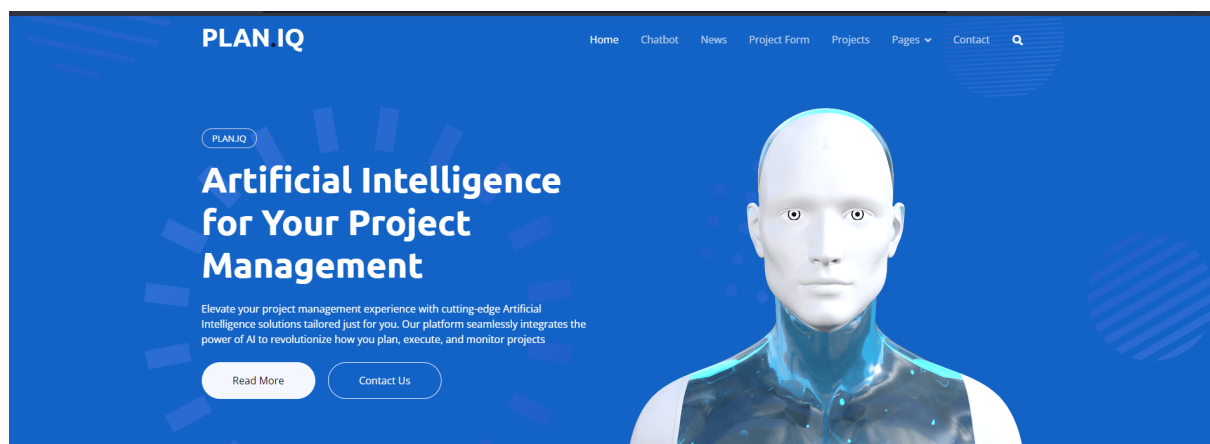 PLAN.IQ
Home Chatbot News Project Form Projects Pages Contact
PLAN.IQ
Artificial Intelligence
for Your Project
Management
Elevate your project management experience with cutting-edge Artificial
Intelligence solutions tailored just for you. Our platform seamlessly integrates the
power of AI to revolutionize how you plan, execute, and monitor projects
Read More Contact Us